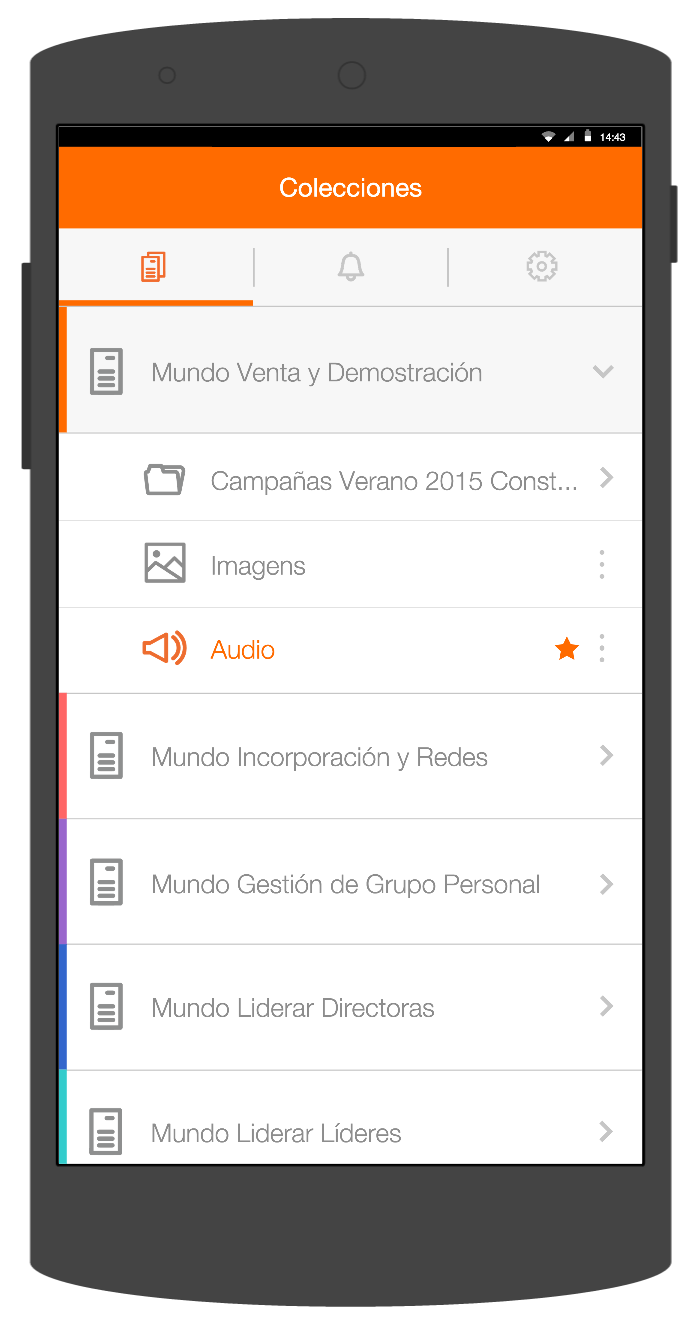 14:43
Colecciones
Mundo Venta y Demostración
Campañas Verano 2015 Const...
Imagens
Audio
Mundo Incorporación y Redes
Mundo Gestión de Grupo Personal
Mundo Liderar Directoras
Mundo Liderar Líderes